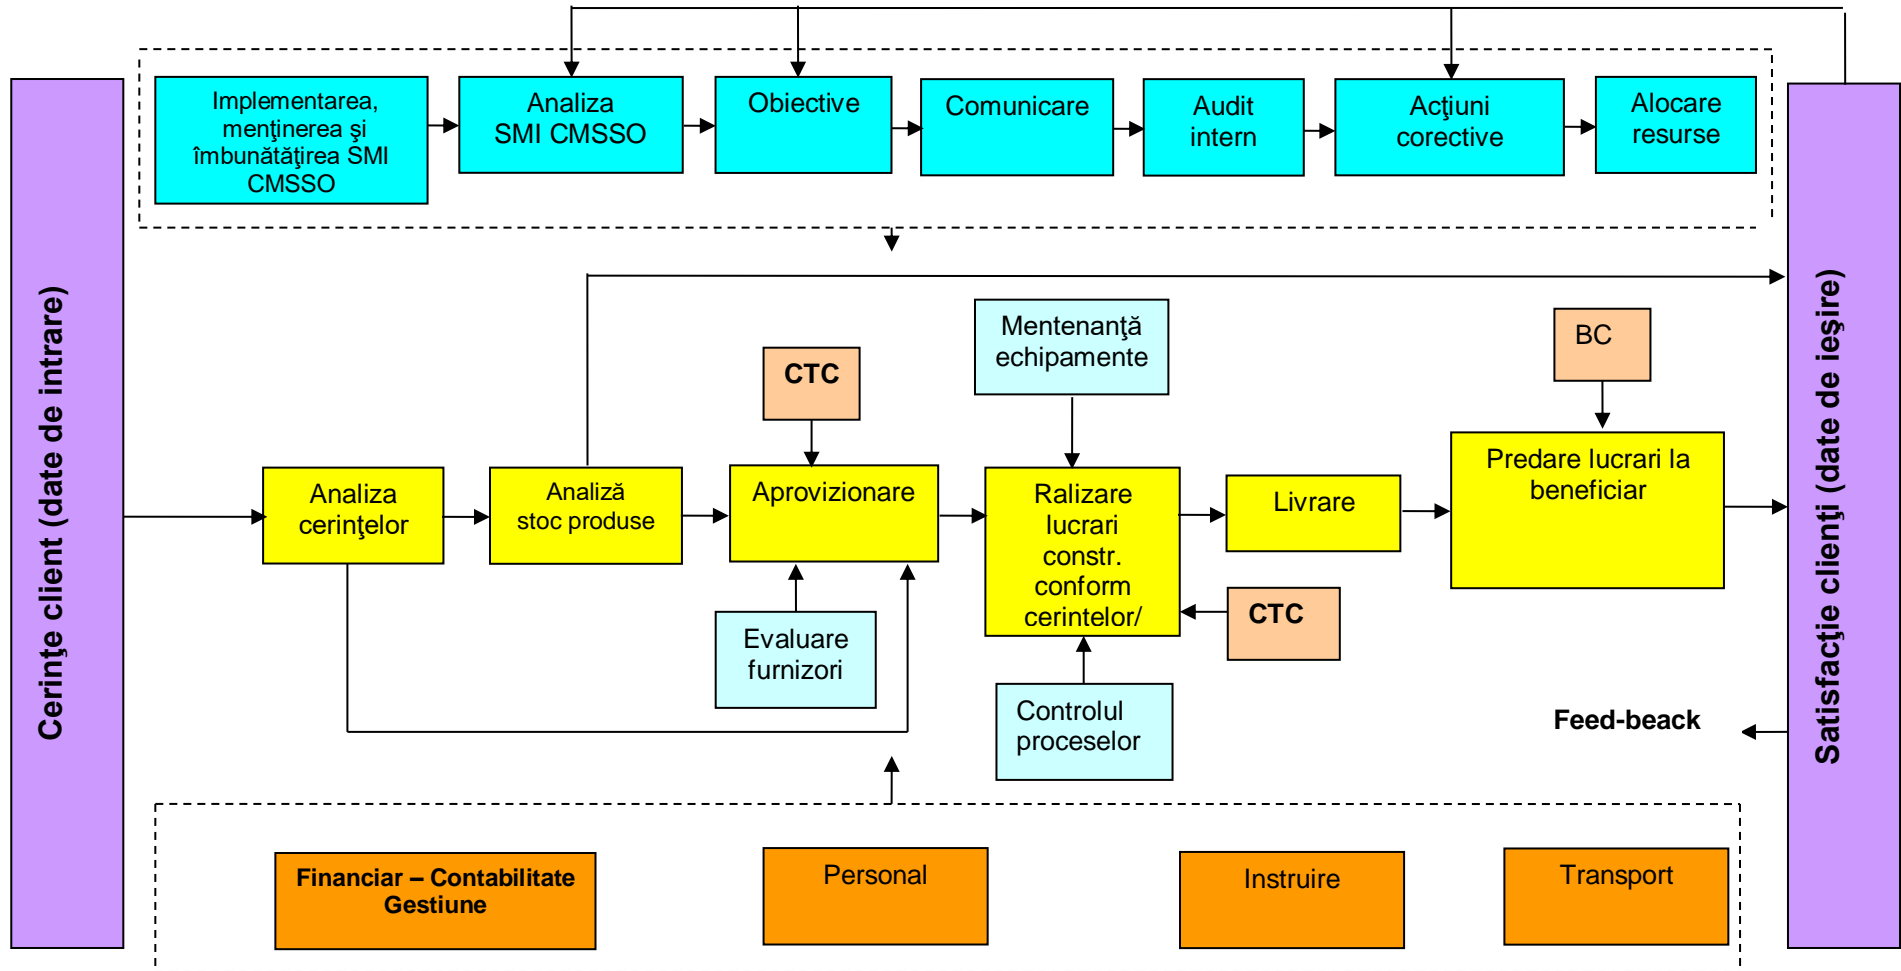 Cerinţe client (date de intrare)
Implementarea,
menţinerea şi
îmbunătăţirea SMI
CMSSO
Analiza
SMI CMSSO
Obiective
Comunicare
Audit
intern
Acţiuni
corective
Alocare
resurse
Satisfacţie clienţi (date de ieşire)
Mentenanţă
echipamente
BC
CTC
Analiza
cerinţelor
Analiză
stoc produse
Aprovizionare
Ralizare
lucrari
constr.
conform
cerintelor/
Livrare
Predare lucrari la
beneficiar
CTC
Evaluare
furnizori
Controlul
proceselor
Feed-beack
Financiar – Contabilitate
Gestiune
Personal
Instruire
Transport